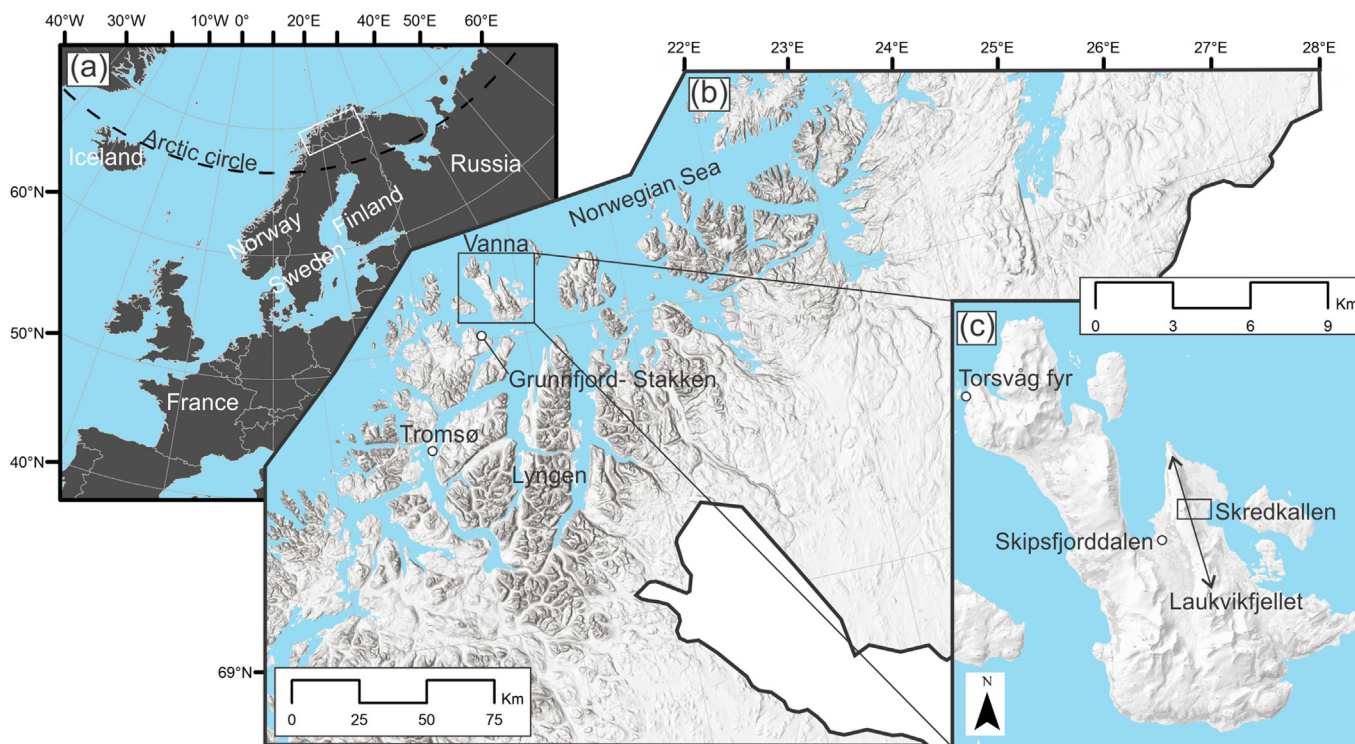 40°W
30°W
20°W
10°W
0°
20°E
40°E
50°E
60°E
(a)
Iceland
Arctic circle
Russia
60°N
Norway
Sweden
Finland
50°N
France
40°N
22°E
23°E
24°E
25°E
26°E
27°E
28°E
(b)
Norwegian Sea
Vanna
Grunnfjord- Stakken
Tromsø
Lyngen
69°N
Km
0
25
50
75
Km
0
3
6
9
(c)
Torsvåg fyr
Skredkallen
Skipsfjorddalen
Laukvikfjellet
N